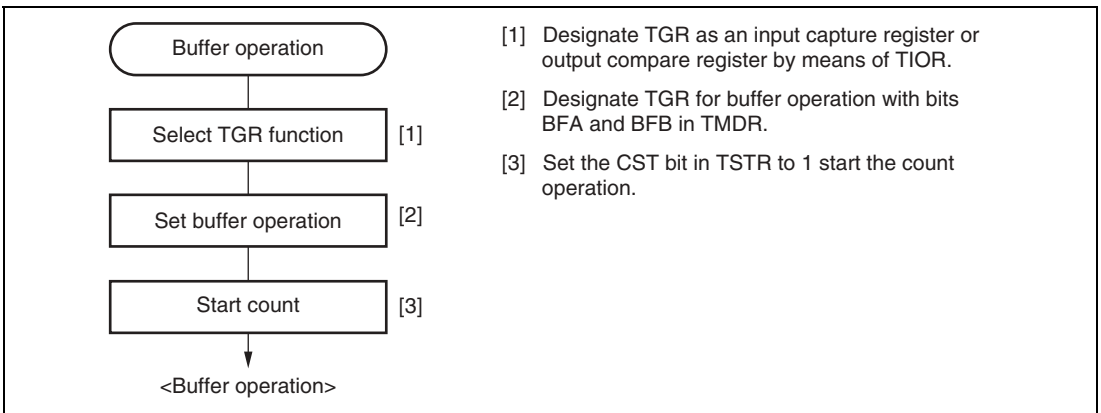 Buffer operation
Select TGR function [1]
Set buffer operation [2]
Start count [3]
<Buffer operation>
[1] Designate TGR as an input capture register or
output compare register by means of TIOR.
[2] Designate TGR for buffer operation with bits
BFA and BFB in TMDR.
[3] Set the CST bit in TSTR to 1 start the count
operation.